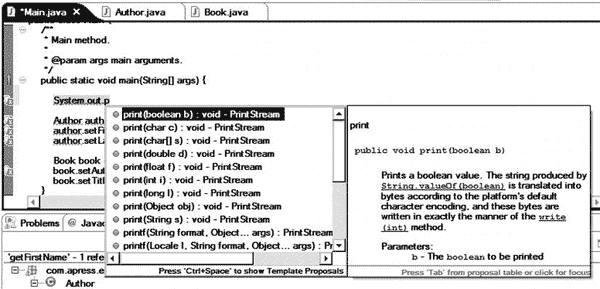 *Main.java
Author.java
Book.java
/**
* Main method.
*
* @param args main arguments.
*/
public static void main(String[] args) {
System.out.p
Author auth
author.setFi
author.setLa
Book book
book.setAut
book.setTitl
}
print(boolean b) : void - PrintStream
print(char c) : void - PrintStream
print(char[] s) : void - PrintStream
print(double d) : void - PrintStream
print(float f) : void - PrintStream
print(int i) : void - PrintStream
print(long l) : void - PrintStream
print(Object obj) : void - PrintStream
print(String s) : void - PrintStream
printf(String format, Object... args) : PrintStr
printf(Locale l, String format, Object... args) : Pri
Press 'Ctrl+Space' to show Template Proposals
print
public void print(boolean b)
Prints a boolean value. The string produced by
String.valueOf(boolean) is translated into
bytes according to the platform's default
character encoding, and these bytes are
written in exactly the manner of the write
(int) method.
Parameters:
b - The boolean to be printed
Press 'Tab' from proposal table or click for focus
Problems
@ Javac
'getFirstName' - 1 refe
com.apress.e
Author